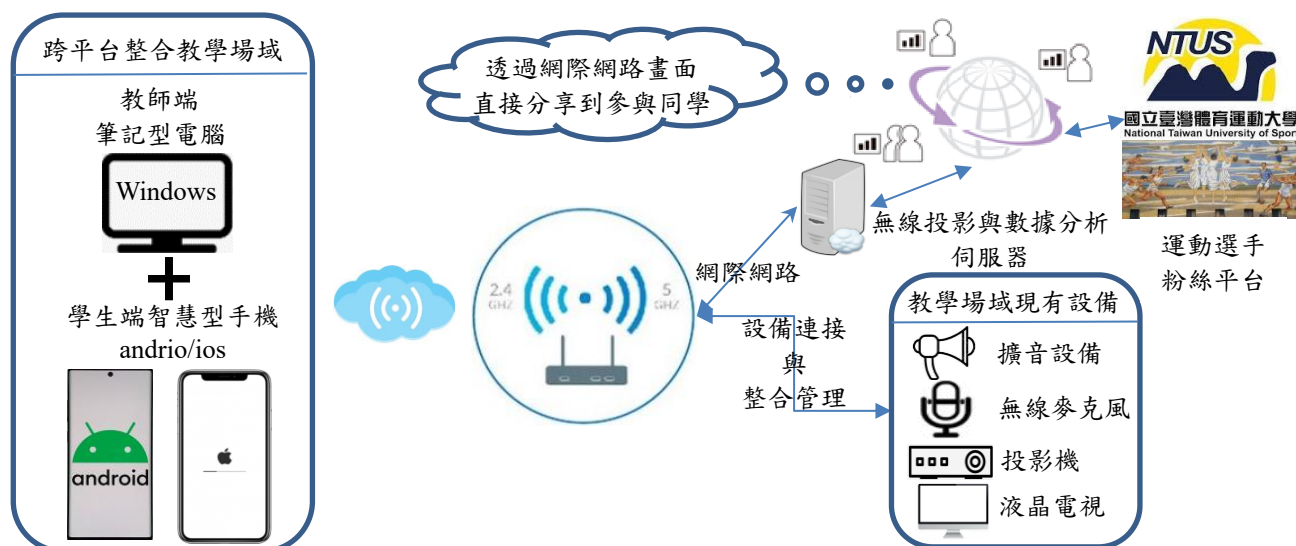 跨平台整合教學場域
教師端
筆記型電腦
Windows
學生端智慧型手機
andrio/ios
android
透過網際網路畫面
直接分享到參與同學
2.4
GHZ
5
GHZ
網際網路
設備連接
與
整合管理
無線投影與數據分析
伺服器
NTUS
國立臺灣體育運動大學
National Taiwan University of Sport
運動選手
粉絲平台
教學場域現有設備
擴音設備
無線麥克風
投影機
液晶電視